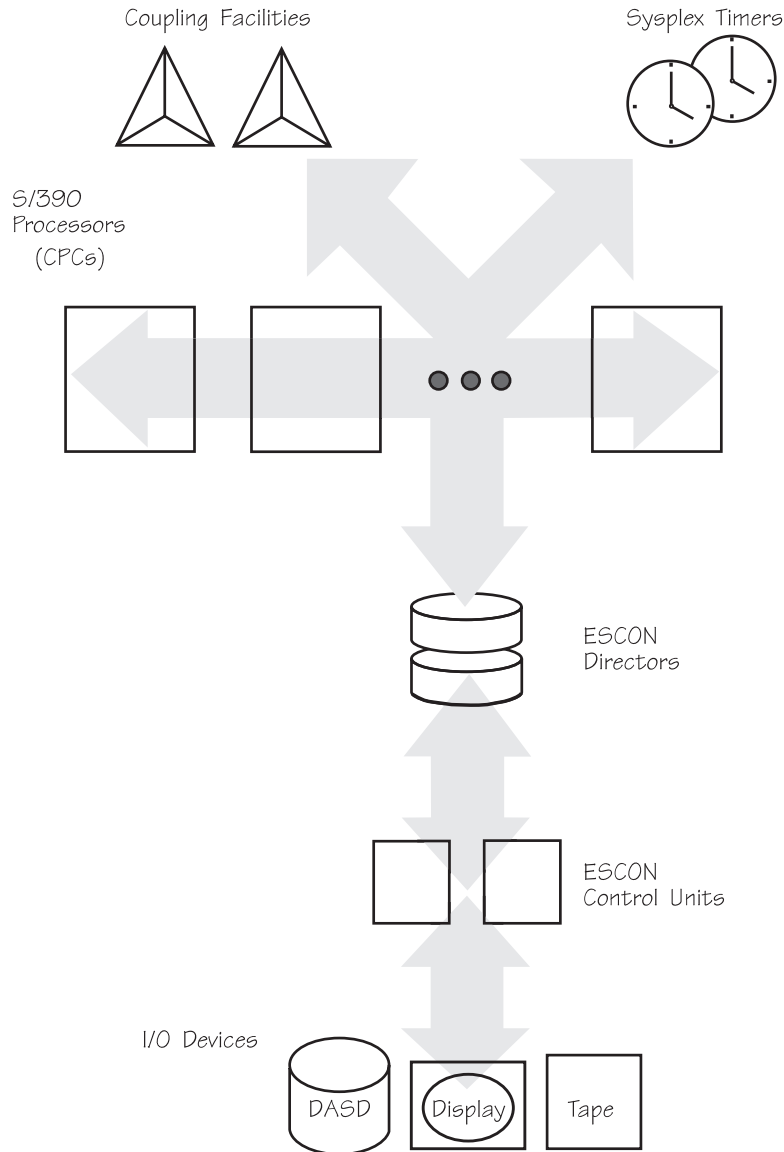 Coupling Facilities
Sysplex Timers
S/390
Processors
(CPCs)
ESCON
Directors
ESCON
Control Units
I/O Devices
DASD
Display
Tape